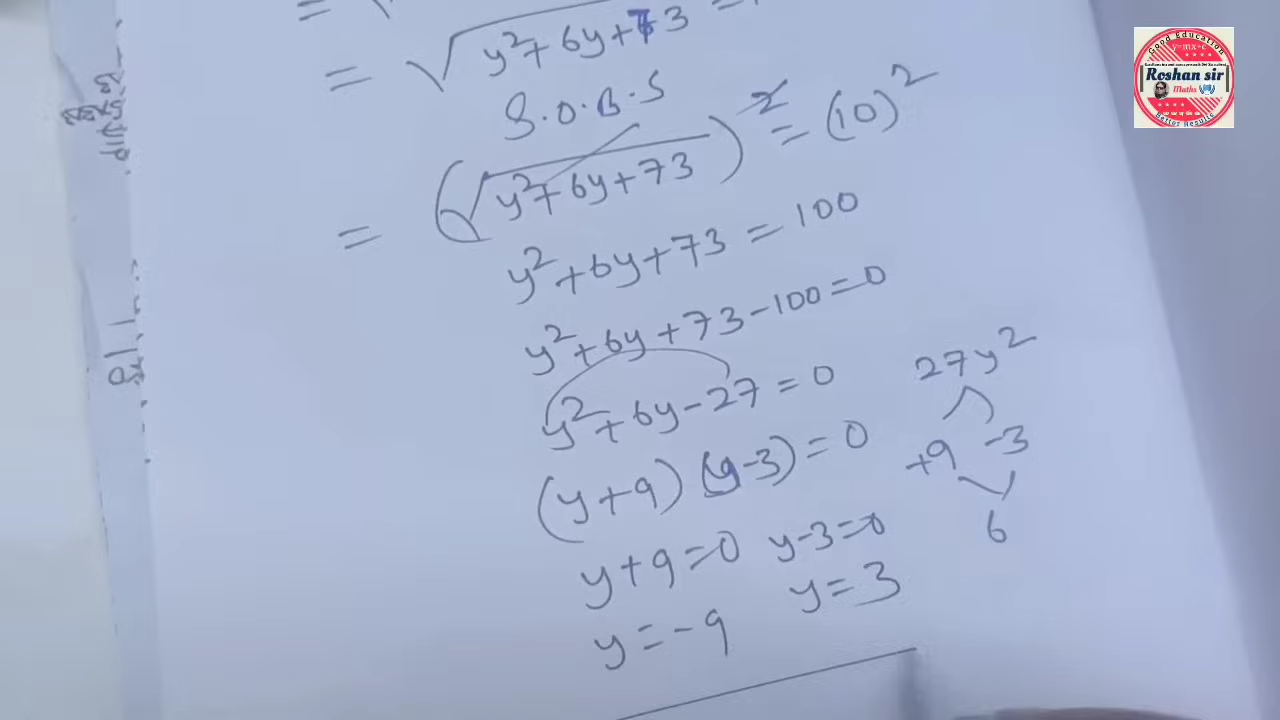 = √(y²+6y+73 =
S.O.B.S
= (√(y²+6y+73))² = (10)²
y²+6y+73 = 100
y²+6y+73-100=0
y²+6y-27=0
27y²
(y+9) (y-3) = 0
+9 -3
y+9=0 y-3=0
6
y=-9 y=3
Good Education
y=mx+c
Roshan sir
Maths
Better Results